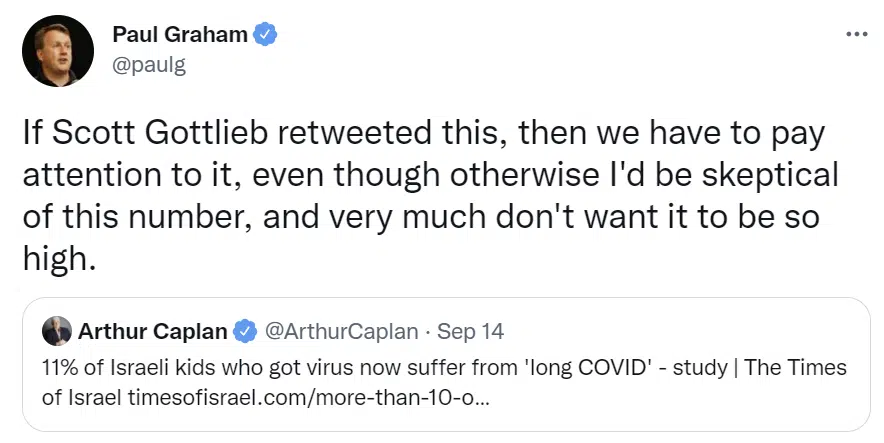 Paul Graham
@paulg
If Scott Gottlieb retweeted this, then we have to pay
attention to it, even though otherwise I'd be skeptical
of this number, and very much don't want it to be so
high.
Arthur Caplan @ArthurCaplan · Sep 14
11% of Israeli kids who got virus now suffer from 'long COVID' - study | The Times
of Israel timesofisrael.com/more-than-10-o...